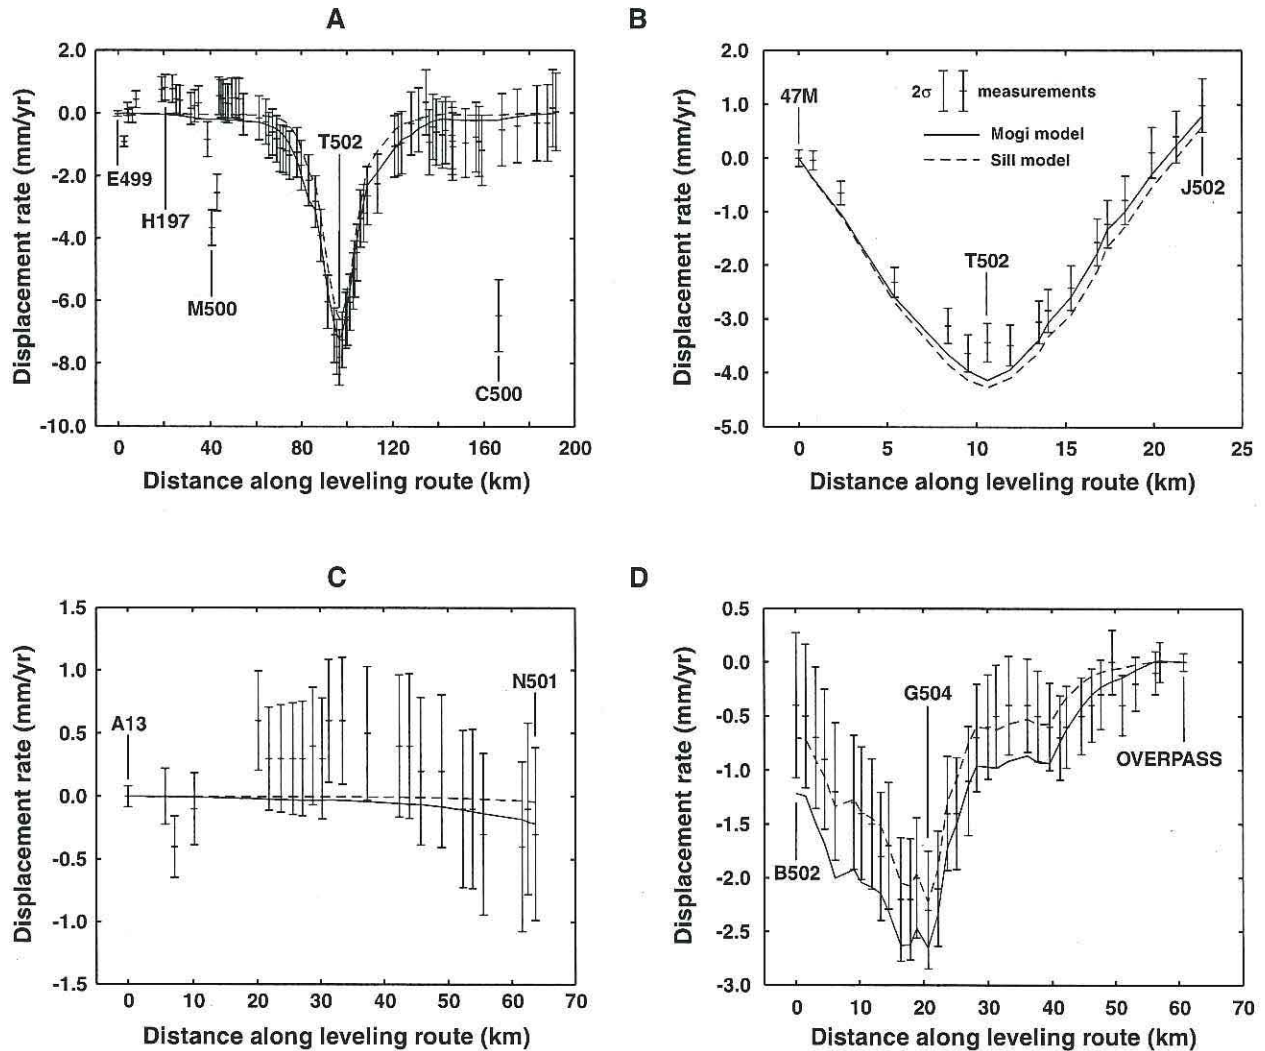 A
2.0
0.0
-2.0
-4.0
-6.0
-8.0
-10.0
Displacement rate (mm/yr)
E499
H197
M500
T502
C500
0 40 80 120 160 200
Distance along leveling route (km)
B
2.0
1.0
0.0
-1.0
-2.0
-3.0
-4.0
-5.0
Displacement rate (mm/yr)
47M
2σ measurements
Mogi model
Sill model
T502
J502
0 5 10 15 20 25
Distance along leveling route (km)
C
1.5
1.0
0.5
0.0
-0.5
-1.0
-1.5
Displacement rate (mm/yr)
A13
N501
0 10 20 30 40 50 60 70
Distance along leveling route (km)
D
0.5
0.0
-0.5
-1.0
-1.5
-2.0
-2.5
-3.0
Displacement rate (mm/yr)
B502
G504
OVERPASS
0 10 20 30 40 50 60 70
Distance along leveling route (km)